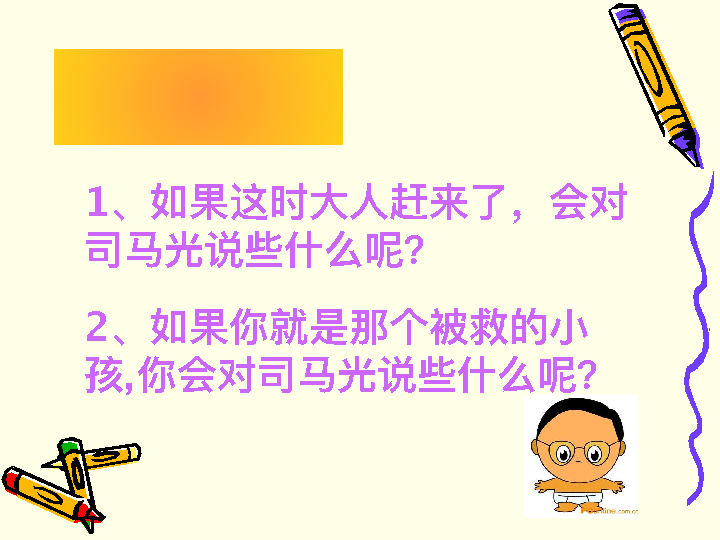 1、如果这时大人赶来了，会对
司马光说些什么呢?
2、如果你就是那个被救的小
孩,你会对司马光说些什么呢?